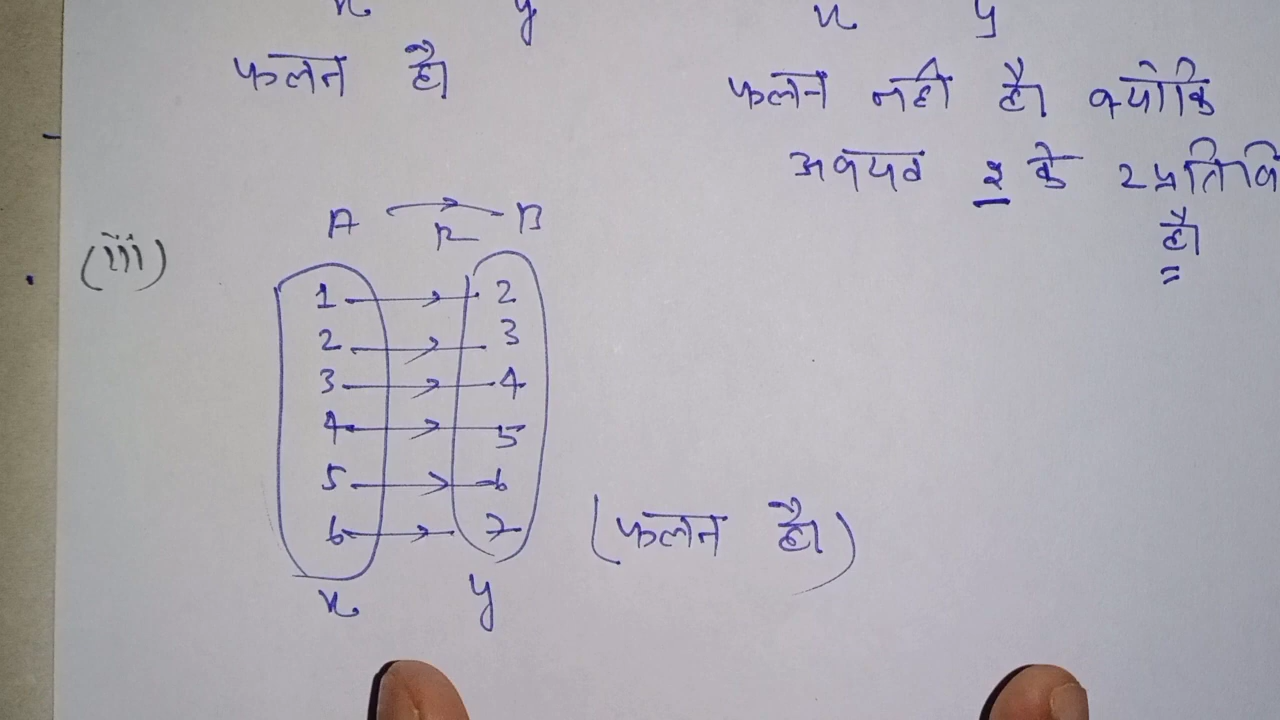 x y
फलन है।
x y
फलन नहीं है। क्योंकि
अवयव 2 के 2 प्रतिबि
है।
(iii)
A R B
1 2
2 3
3 4
4 5
5 6
6 7
x y
(फलन है।)